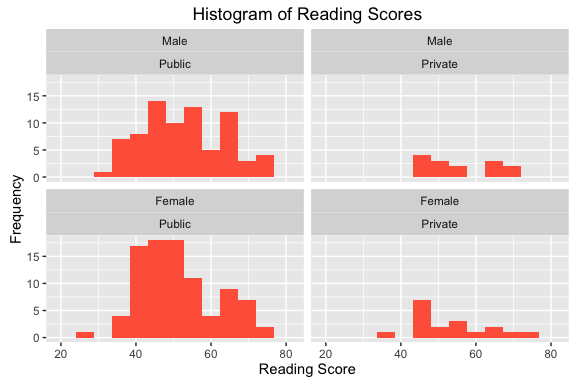 Histogram of Reading Scores
Male
Male
Public
Private
15
10
5
0
Female
Female
Public
Private
15
10
5
0
20 40 60 80 20 40 60 80
Reading Score
Frequency